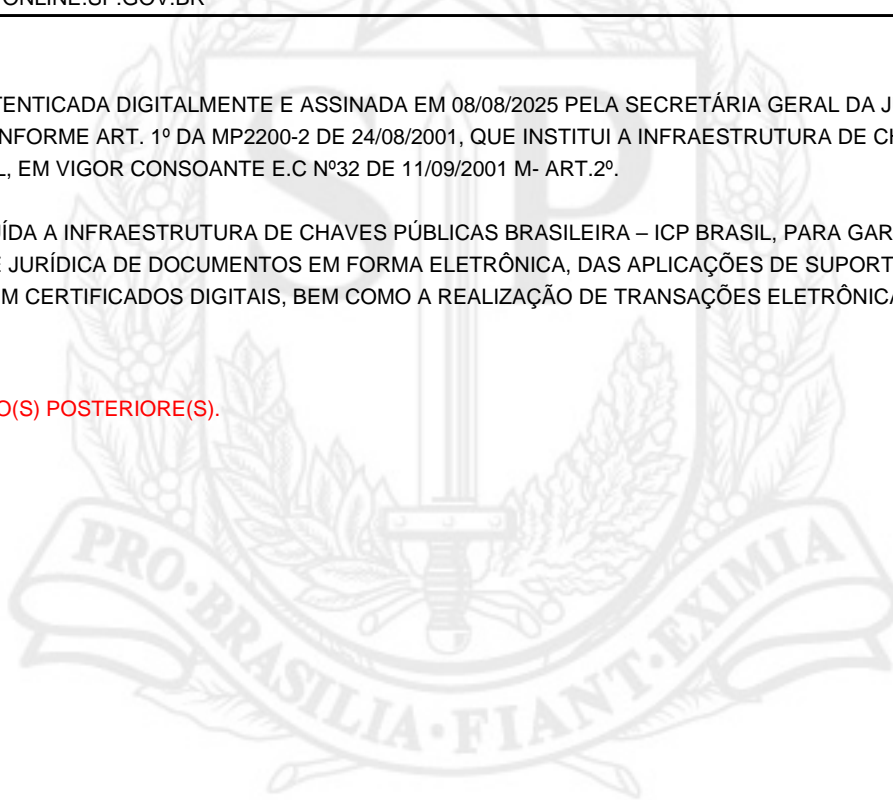 ONLINE.SP.GOV.BR
TENTICADA DIGITALMENTE E ASSINADA EM 08/08/2025 PELA SECRETÁRIA GERAL DA J
NFORME ART. 1º DA MP2200-2 DE 24/08/2001, QUE INSTITUI A INFRAESTRUTURA DE CH
L, EM VIGOR CONSOANTE E.C Nº32 DE 11/09/2001 M- ART.2º.
ÍDA A INFRAESTRUTURA DE CHAVES PÚBLICAS BRASILEIRA – ICP BRASIL, PARA GAR
E JURÍDICA DE DOCUMENTOS EM FORMA ELETRÔNICA, DAS APLICAÇÕES DE SUPORT
M CERTIFICADOS DIGITAIS, BEM COMO A REALIZAÇÃO DE TRANSAÇÕES ELETRÔNICA
O(S) POSTERIORE(S).
SP
PRO·BRASILIA·FIANT·EXIMIA